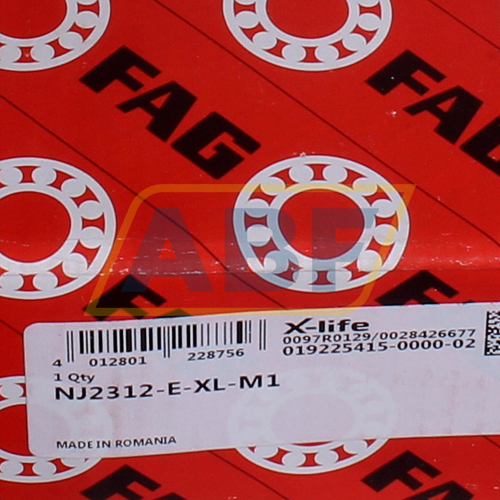 FAG
FAG
ABF
X-life
0097R0129/0028426677
019225415-0000-02
4 012801 228756
1 Qty
NJ2312-E-XL-M1
MADE IN ROMANIA